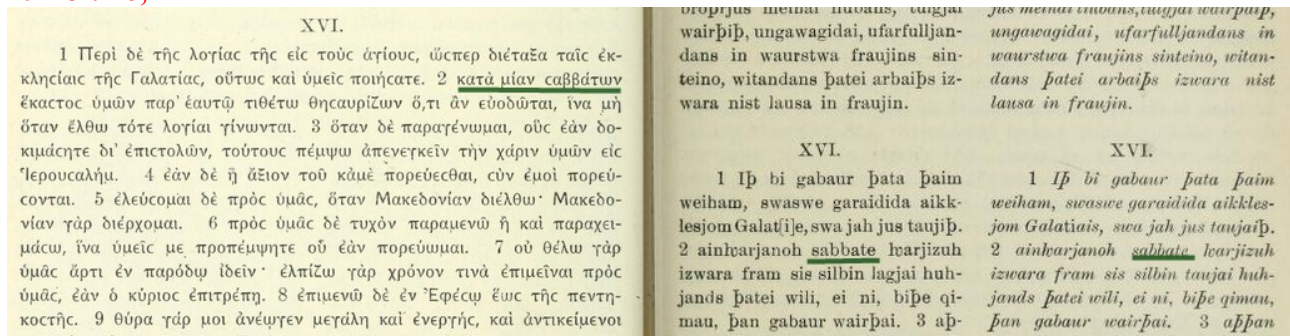 XVI.
1 Περὶ δὲ τῆς λογίας τῆς εἰς τοὺς ἁγίους, ὥσπερ διέταξα ταῖς ἐκ-
κλησίαις τῆς Γαλατίας, οὕτως καὶ ὑμεῖς ποιήσατε. 2 κατὰ μίαν σαββάτων
ἕκαστος ὑμῶν παρ' ἑαυτῷ τιθέτω θησαυρίζων ὅ,τι ἂν εὐοδῶται, ἵνα μὴ
ὅταν ἔλθω τότε λογίαι γίνωνται. 3 ὅταν δὲ παραγένωμαι, οὓς ἐὰν δο-
κιμάσητε δι' ἐπιστολῶν, τούτους πέμψω ἀπενεγκεῖν τὴν χάριν ὑμῶν εἰς
Ἱερουσαλήμ. 4 ἐὰν δὲ ᾖ ἄξιον τοῦ κἀμὲ πορεύεσθαι, σὺν ἐμοὶ πορεύ-
σονται. 5 ἐλεύσομαι δὲ πρὸς ὑμᾶς, ὅταν Μακεδονίαν διέλθω· Μακεδο-
νίαν γὰρ διέρχομαι. 6 πρὸς ὑμᾶς δὲ τυχὸν παραμενῶ ἢ καὶ παραχει-
μάσω, ἵνα ὑμεῖς με προπέμψητε οὗ ἐὰν πορεύωμαι. 7 οὐ θέλω γὰρ
ὑμᾶς ἄρτι ἐν παρόδῳ ἰδεῖν· ἐλπίζω γὰρ χρόνον τινὰ ἐπιμεῖναι πρὸς
ὑμᾶς, ἐὰν ὁ κύριος ἐπιτρέπῃ. 8 ἐπιμενῶ δὲ ἐν Ἐφέσῳ ἕως τῆς πεντη-
κοστῆς. 9 θύρα γάρ μοι ἀνέῳγεν μεγάλη καὶ ἐνεργής, καὶ ἀντικείμενοι
wairþiþ, ungawagidai, ufarfulljan-
dans in waurstwa fraujins sin-
teino, witandans þatei arbaiþs iz-
wara nist lausa in fraujin.
XVI.
1 Iþ bi gabaur þata þaim
weiham, swaswe garaidida aikk-
lesjom Galat[i]e, swa jah jus taujiþ.
2 ainƕarjanoh sabbate ƕarjizuh
izwara fram sis silbin lagjai huh-
jands þatei wili, ei ni, biþe qi-
mau, þan gabaur wairþai. 3 aþ-
jus meinai liubans, tulgjai wairþaiþ,
ungawagidai, ufarfulljandans in
waurstwa fraujins sinteino, witan-
dans þatei arbaiþs izwara nist
lausa in fraujin.
XVI.
1 Iþ bi gabaur þata þaim
weiham, swaswe garaidida aikkles-
jom Galatiais, swa jah jus taujaiþ.
2 ainƕarjanoh sabbate ƕarjizuh
izwara fram sis silbin taujai huh-
jands þatei wili, ei ni, biþe qimau,
þan gabaur wairþai. 3 aþþan